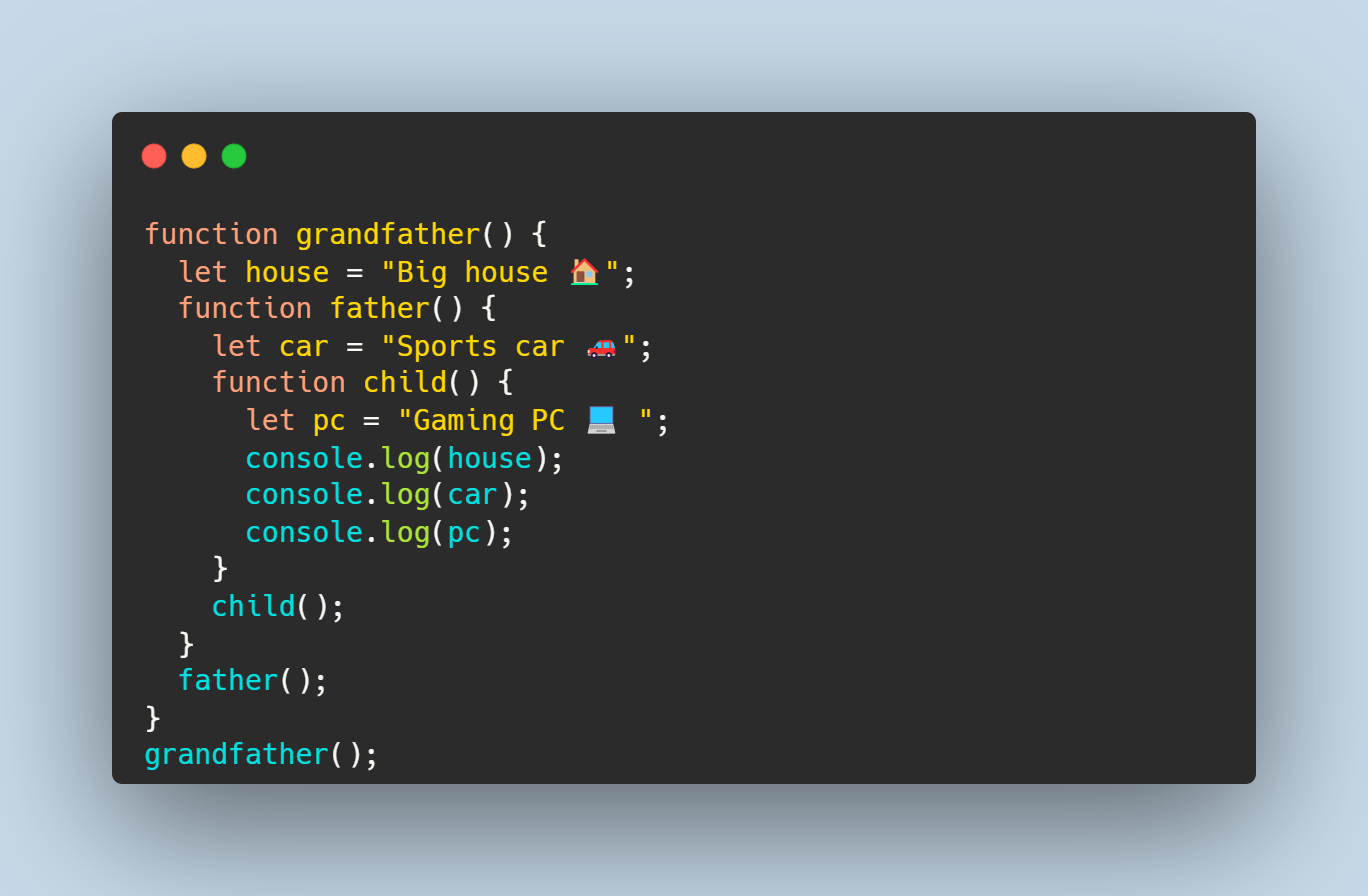 function grandfather() {
  let house = "Big house 🏠";
  function father() {
    let car = "Sports car 🚗";
    function child() {
      let pc = "Gaming PC 💻 ";
      console.log(house);
      console.log(car);
      console.log(pc);
    }
    child();
  }
  father();
}
grandfather();